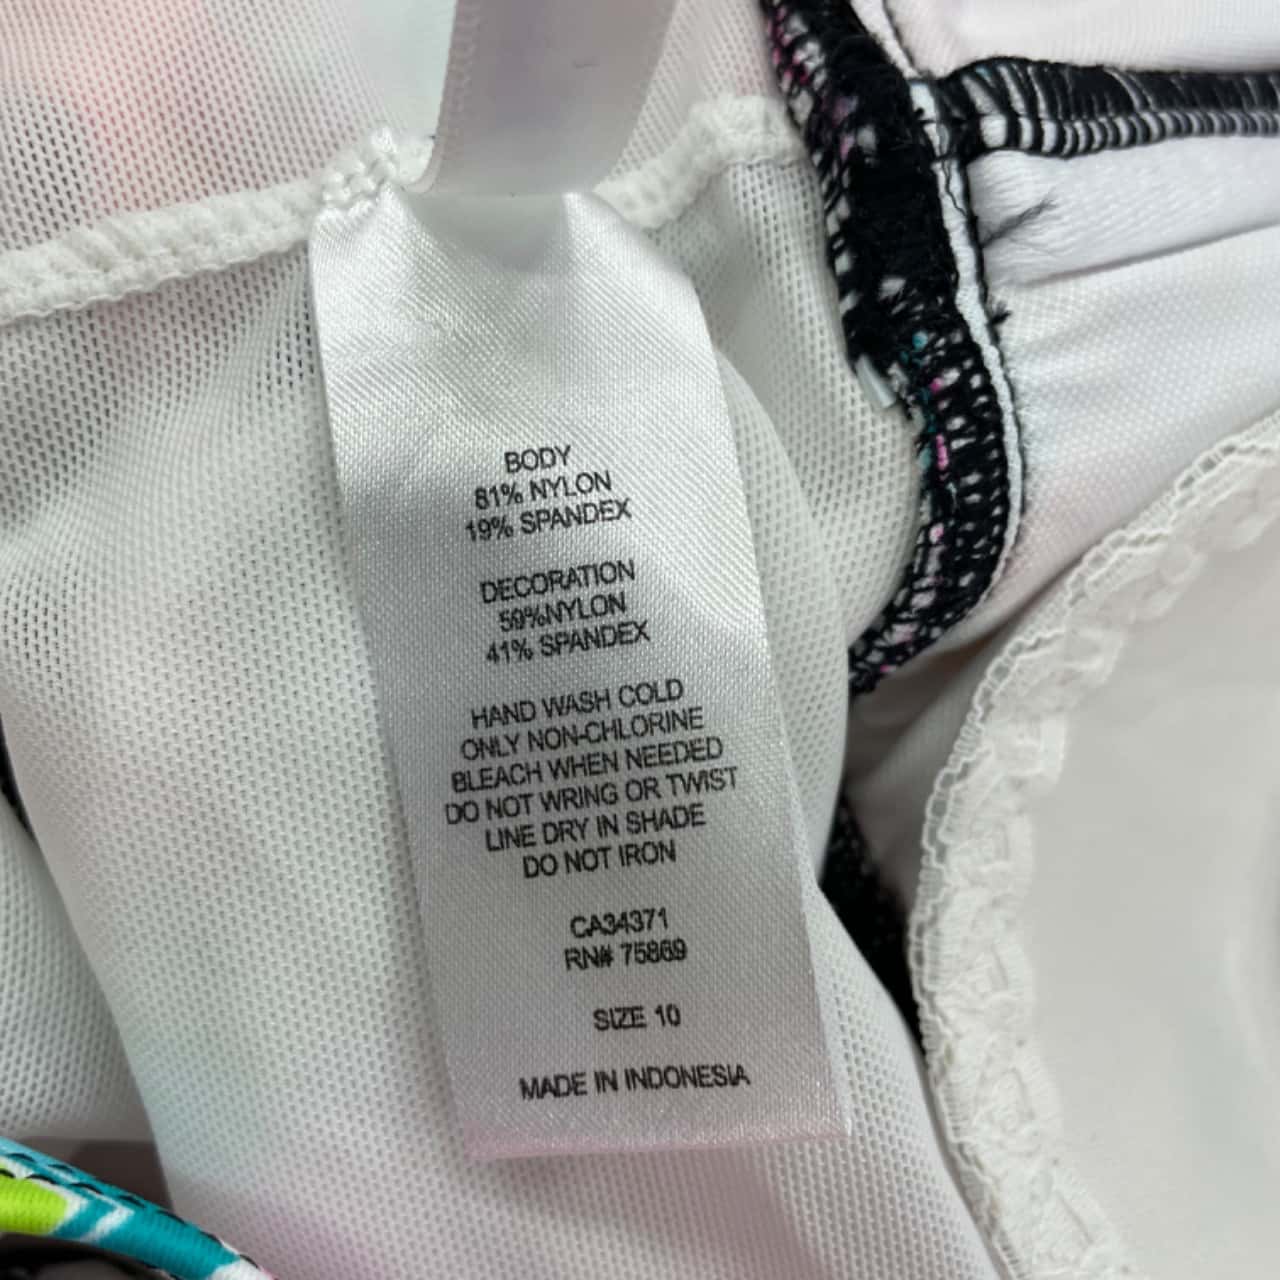 BODY
81% NYLON
19% SPANDEX
DECORATION
59%NYLON
41% SPANDEX
HAND WASH COLD
ONLY NON-CHLORINE
BLEACH WHEN NEEDED
DO NOT WRING OR TWIST
LINE DRY IN SHADE
DO NOT IRON
CA34371
RN# 75869
SIZE 10
MADE IN INDONESIA